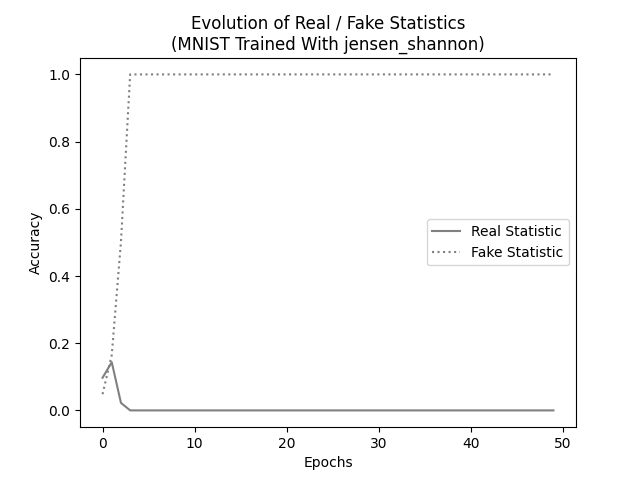 Evolution of Real / Fake Statistics
(MNIST Trained With jensen_shannon)
1.0
0.8
0.6
0.4
0.2
0.0
Accuracy
Real Statistic
Fake Statistic
0 10 20 30 40 50
Epochs